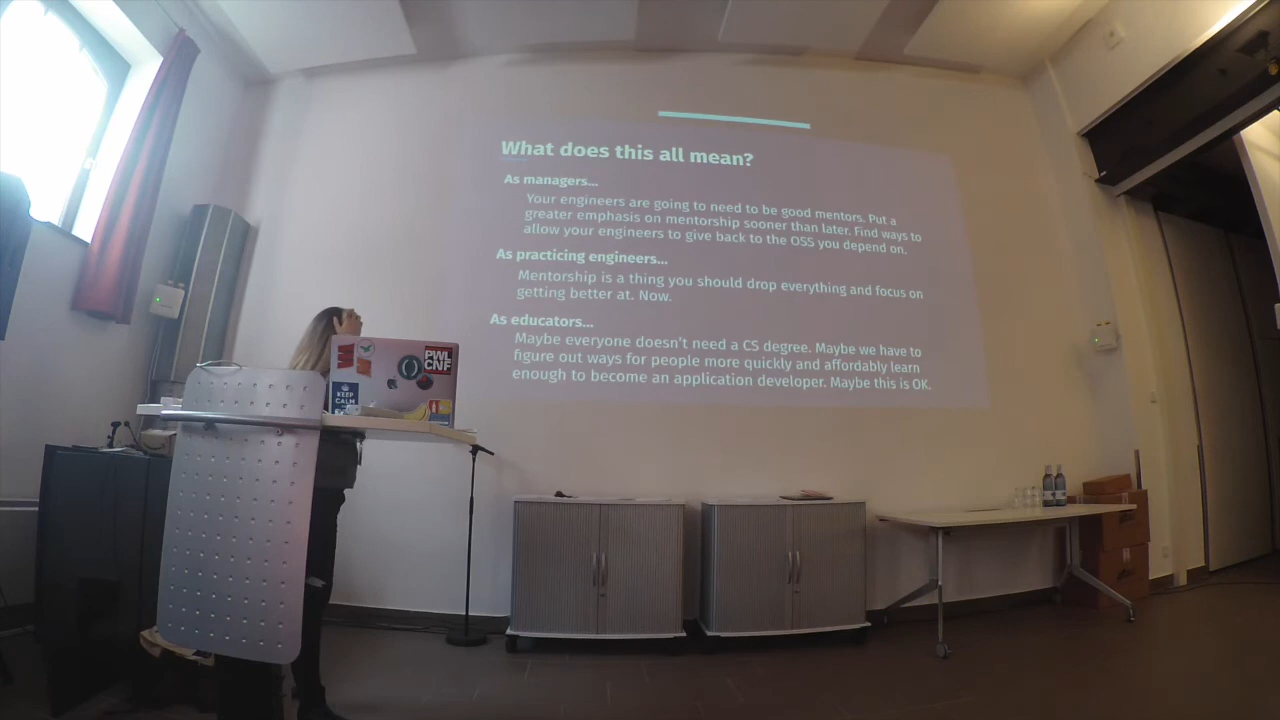 What does this all mean?
As managers...
Your engineers are going to need to be good mentors. Put a
greater emphasis on mentorship sooner than later. Find ways to
allow your engineers to give back to the OSS you depend on.
As practicing engineers...
Mentorship is a thing you should drop everything and focus on
getting better at. Now.
As educators...
Maybe everyone doesn't need a CS degree. Maybe we have to
figure out ways for people more quickly and affordably learn
enough to become an application developer. Maybe this is OK.
PWL
CNF
KEEP
CALM